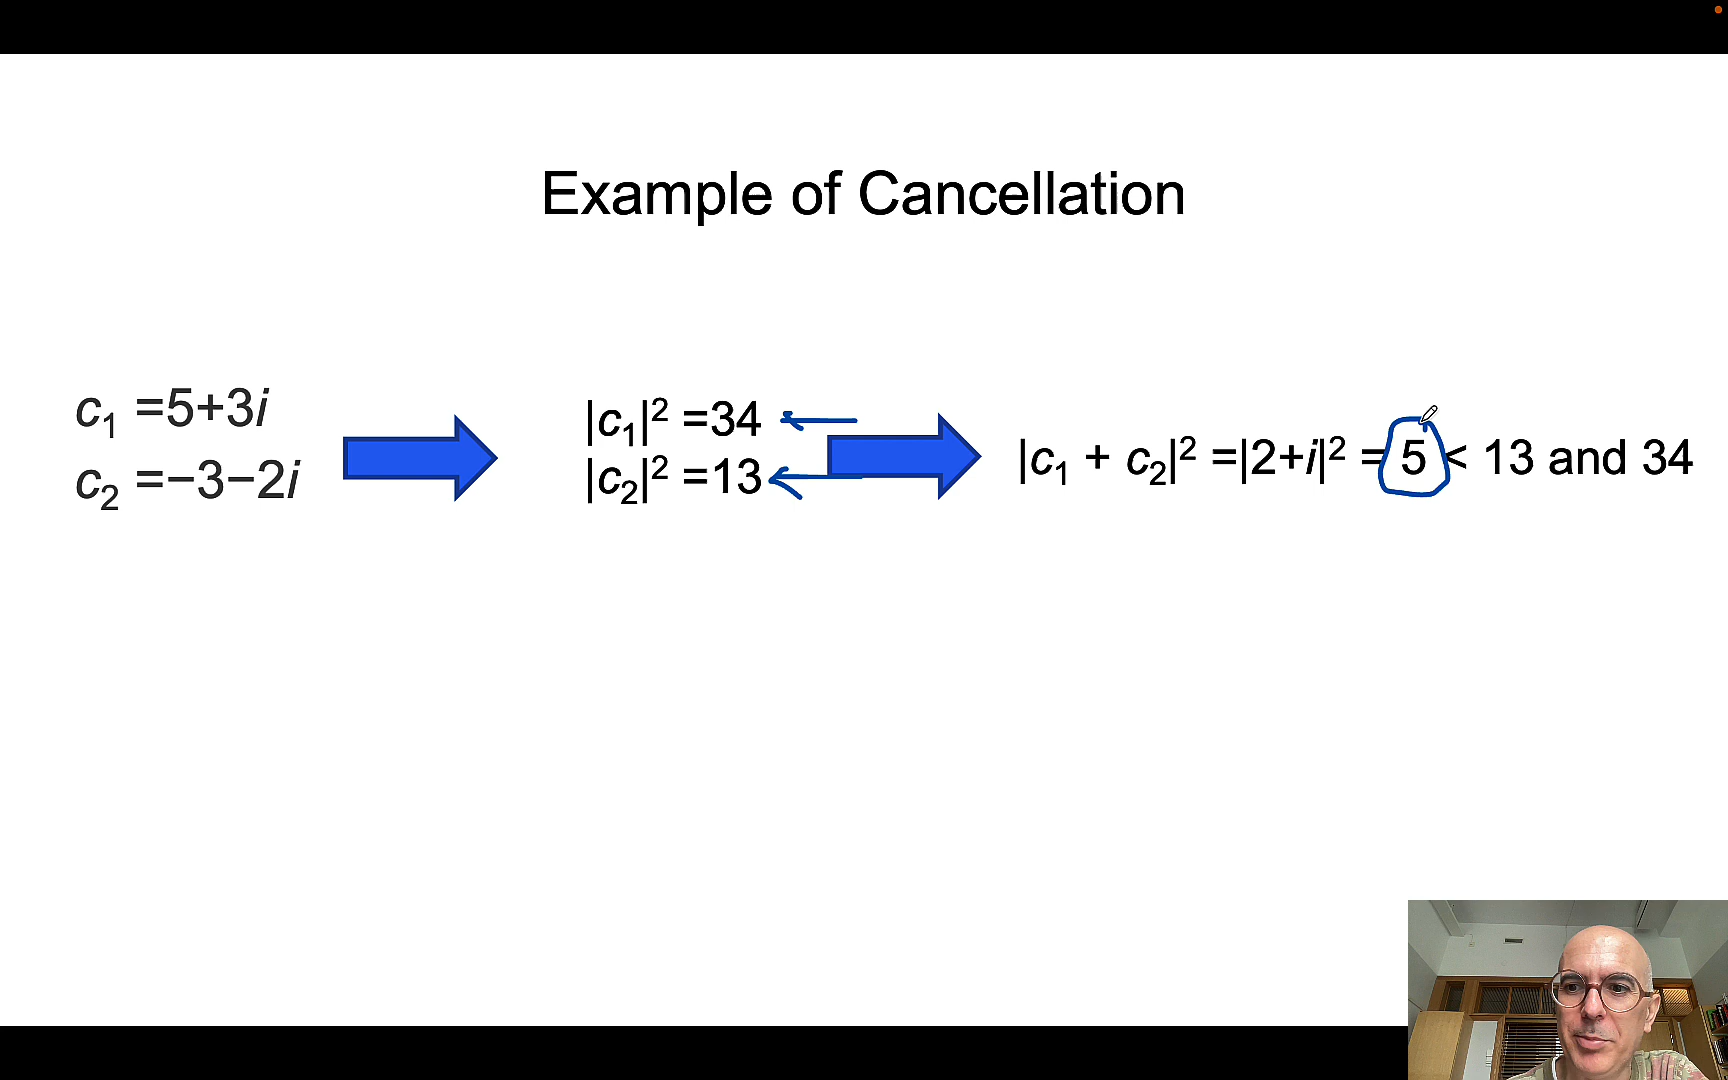 Example of Cancellation
c₁ =5+3i
c₂ =−3−2i
|c₁|² =34
|c₂|² =13
|c₁ + c₂|² =|2+i|² = 5 < 13 and 34